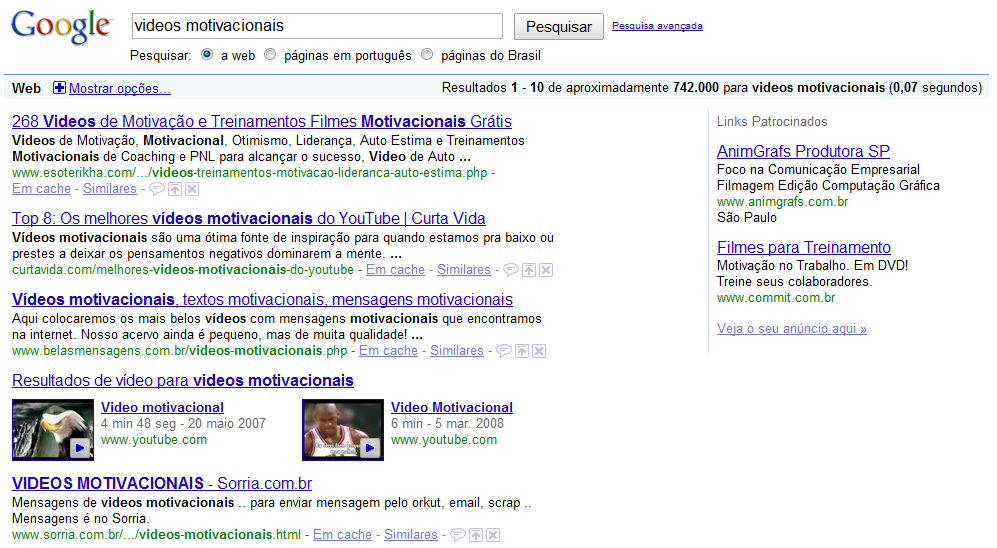 Google
videos motivacionais
Pesquisar
Pesquisa avançada
Pesquisar: a web páginas em português páginas do Brasil
Web Mostrar opções... Resultados 1 - 10 de aproximadamente 742.000 para videos motivacionais (0,07 segundos)
268 Videos de Motivação e Treinamentos Filmes Motivacionais Grátis
Videos de Motivação, Motivacional, Otimismo, Liderança, Auto Estima e Treinamentos
Motivacionais de Coaching e PNL para alcançar o sucesso, Video de Auto ...
www.esoterikha.com/.../videos-treinamentos-motivacao-lideranca-auto-estima.php -
Em cache - Similares -
Top 8: Os melhores vídeos motivacionais do YouTube | Curta Vida
Vídeos motivacionais são uma ótima fonte de inspiração para quando estamos pra baixo ou
prestes a deixar os pensamentos negativos dominarem a mente. ...
curtavida.com/melhores-videos-motivacionais-do-youtube - Em cache - Similares -
Vídeos motivacionais, textos motivacionais, mensagens motivacionais
Aqui colocaremos os mais belos vídeos com mensagens motivacionais que encontramos
na internet. Nosso acervo ainda é pequeno, mas de muita qualidade! ...
www.belasmensagens.com.br/videos-motivacionais.php - Em cache - Similares -
Resultados de vídeo para videos motivacionais
Video motivacional
4 min 48 seg - 20 maio 2007
www.youtube.com
Video Motivacional
6 min - 5 mar. 2008
www.youtube.com
VIDEOS MOTIVACIONAIS - Sorria.com.br
Mensagens de videos motivacionais .. para enviar mensagem pelo orkut, email, scrap ..
Mensagens é no Sorria.
www.sorria.com.br/.../videos-motivacionais.html - Em cache - Similares -
Links Patrocinados
AnimGrafs Produtora SP
Foco na Comunicação Empresarial
Filmagem Edição Computação Gráfica
www.animgrafs.com.br
São Paulo
Filmes para Treinamento
Motivação no Trabalho. Em DVD!
Treine seus colaboradores.
www.commit.com.br
Veja o seu anúncio aqui »